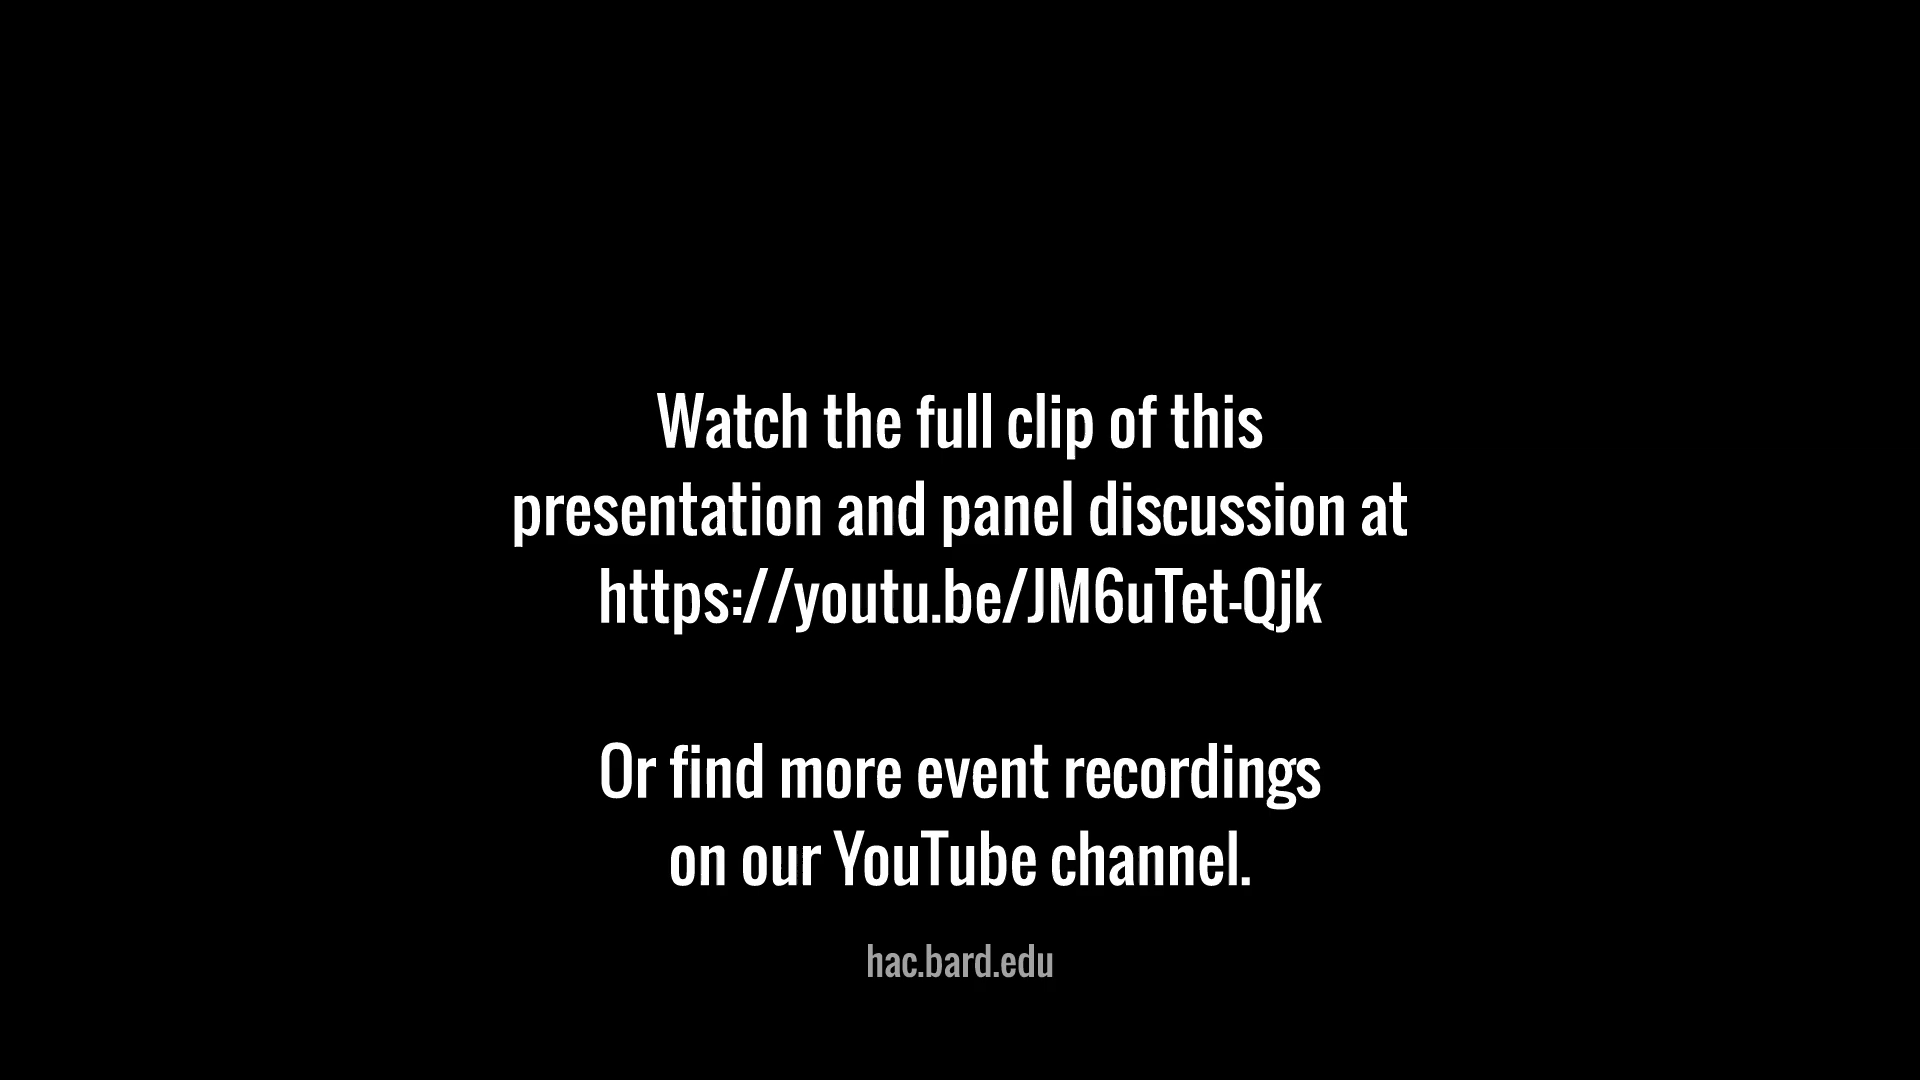 Watch the full clip of this
presentation and panel discussion at
https://youtu.be/JM6uTet-Qjk
Or find more event recordings
on our YouTube channel.
hac.bard.edu